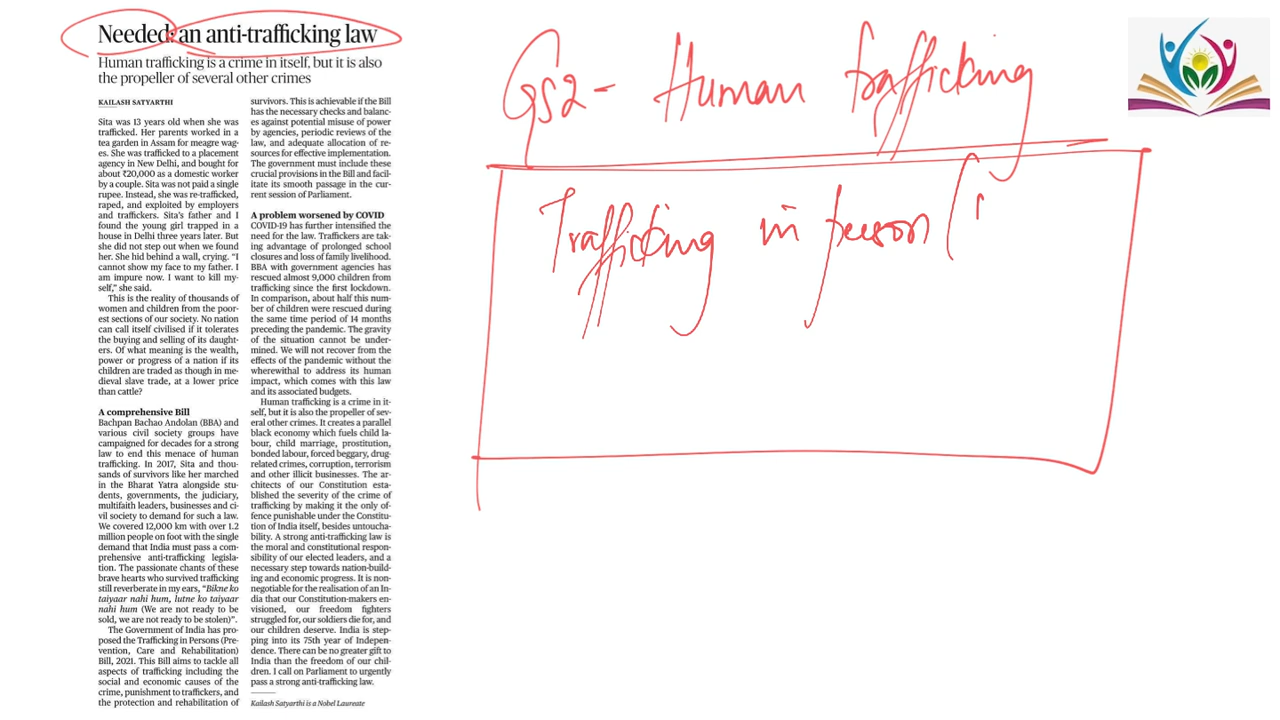 Needed: an anti-trafficking law
Human trafficking is a crime in itself, but it is also
the propeller of several other crimes
KAILASH SATYARTHI
Sita was 13 years old when she was
trafficked. Her parents worked in a
tea garden in Assam for meagre wag-
es. She was trafficked to a placement
agency in New Delhi, and bought for
about ₹20,000 as a domestic worker
by a couple. Sita was not paid a single
rupee. Instead, she was re-trafficked,
raped, and exploited by employers
and traffickers. Sita's father and I
found the young girl trapped in a
house in Delhi three years later. But
she did not step out when we found
her. She hid behind a wall, crying. "I
cannot show my face to my father. I
am impure now. I want to kill my-
self," she said.
This is the reality of thousands of
women and children from the poor-
est sections of our society. No nation
can call itself civilised if it tolerates
the buying and selling of its daught-
ers. Of what meaning is the wealth,
power or progress of a nation if its
children are traded as though in me-
dieval slave trade, at a lower price
than cattle?
A comprehensive Bill
Bachpan Bachao Andolan (BBA) and
various civil society groups have
campaigned for decades for a strong
law to end this menace of human
trafficking. In 2017, Sita and thou-
sands of survivors like her marched
in the Bharat Yatra alongside stu-
dents, governments, the judiciary,
multifaith leaders, businesses and ci-
vil society to demand for such a law.
We covered 12,000 km with over 1.2
million people on foot with the single
demand that India must pass a com-
prehensive anti-trafficking legisla-
tion. The passionate chants of these
brave hearts who survived trafficking
still reverberate in my ears, "Bikne ko
taiyaar nahi hum, lutne ko taiyaar
nahi hum (We are not ready to be
sold, we are not ready to be stolen)".
The Government of India has pro-
posed the Trafficking in Persons (Pre-
vention, Care and Rehabilitation)
Bill, 2021. This Bill aims to tackle all
aspects of trafficking including the
social and economic causes of the
crime, punishment to traffickers, and
the protection and rehabilitation of
survivors. This is achievable if the Bill
has the necessary checks and balanc-
es against potential misuse of power
by agencies, periodic reviews of the
law, and adequate allocation of re-
sources for effective implementation.
The government must include these
crucial provisions in the Bill and facil-
itate its smooth passage in the cur-
rent session of Parliament.
A problem worsened by COVID
COVID-19 has further intensified the
need for the law. Traffickers are tak-
ing advantage of prolonged school
closures and loss of family livelihood.
BBA with government agencies has
rescued almost 9,000 children from
trafficking since the first lockdown.
In comparison, about half this num-
ber of children were rescued during
the same time period of 14 months
preceding the pandemic. The gravity
of the situation cannot be under-
mined. We will not recover from the
effects of the pandemic without the
wherewithal to address its human
impact, which comes with this law
and its associated budgets.
Human trafficking is a crime in it-
self, but it is also the propeller of sev-
eral other crimes. It creates a parallel
black economy which fuels child la-
bour, child marriage, prostitution,
bonded labour, forced beggary, drug-
related crimes, corruption, terrorism
and other illicit businesses. The ar-
chitects of our Constitution esta-
blished the severity of the crime of
trafficking by making it the only of-
fence punishable under the Constitu-
tion of India itself, besides untoucha-
bility. A strong anti-trafficking law is
the moral and constitutional respon-
sibility of our elected leaders, and a
necessary step towards nation-build-
ing and economic progress. It is non-
negotiable for the realisation of an In-
dia that our Constitution-makers en-
visioned, our freedom fighters
struggled for, our soldiers die for, and
our children deserve. India is step-
ping into its 75th year of Indepen-
dence. There can be no greater gift to
India than the freedom of our chil-
dren. I call on Parliament to urgently
pass a strong anti-trafficking law.
Kailash Satyarthi is a Nobel Laureate
GS2 - Human trafficking
Trafficking in person (